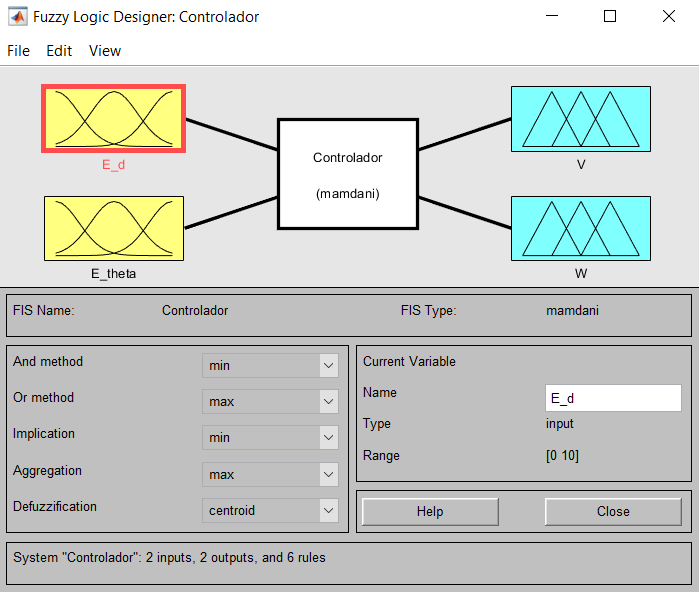 Fuzzy Logic Designer: Controlador
File Edit View
E_d
E_theta
Controlador
(mamdani)
V
W
FIS Name: Controlador FIS Type: mamdani
And method min
Or method max
Implication min
Aggregation max
Defuzzification centroid
Current Variable
Name E_d
Type input
Range [0 10]
Help Close
System "Controlador": 2 inputs, 2 outputs, and 6 rules